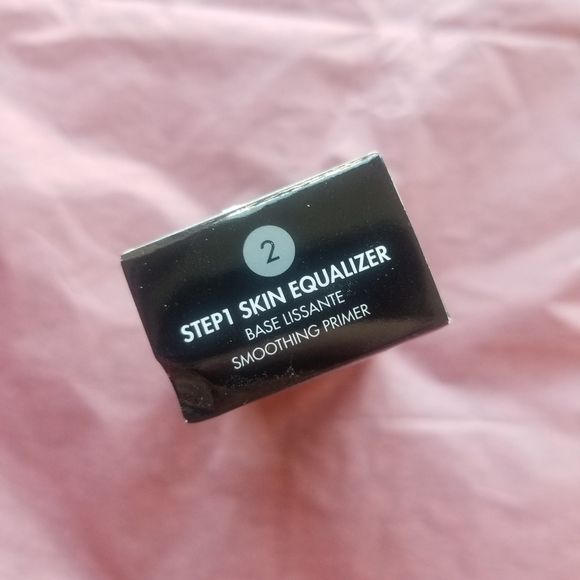 2
STEP1 SKIN EQUALIZER
BASE LISSANTE
SMOOTHING PRIMER